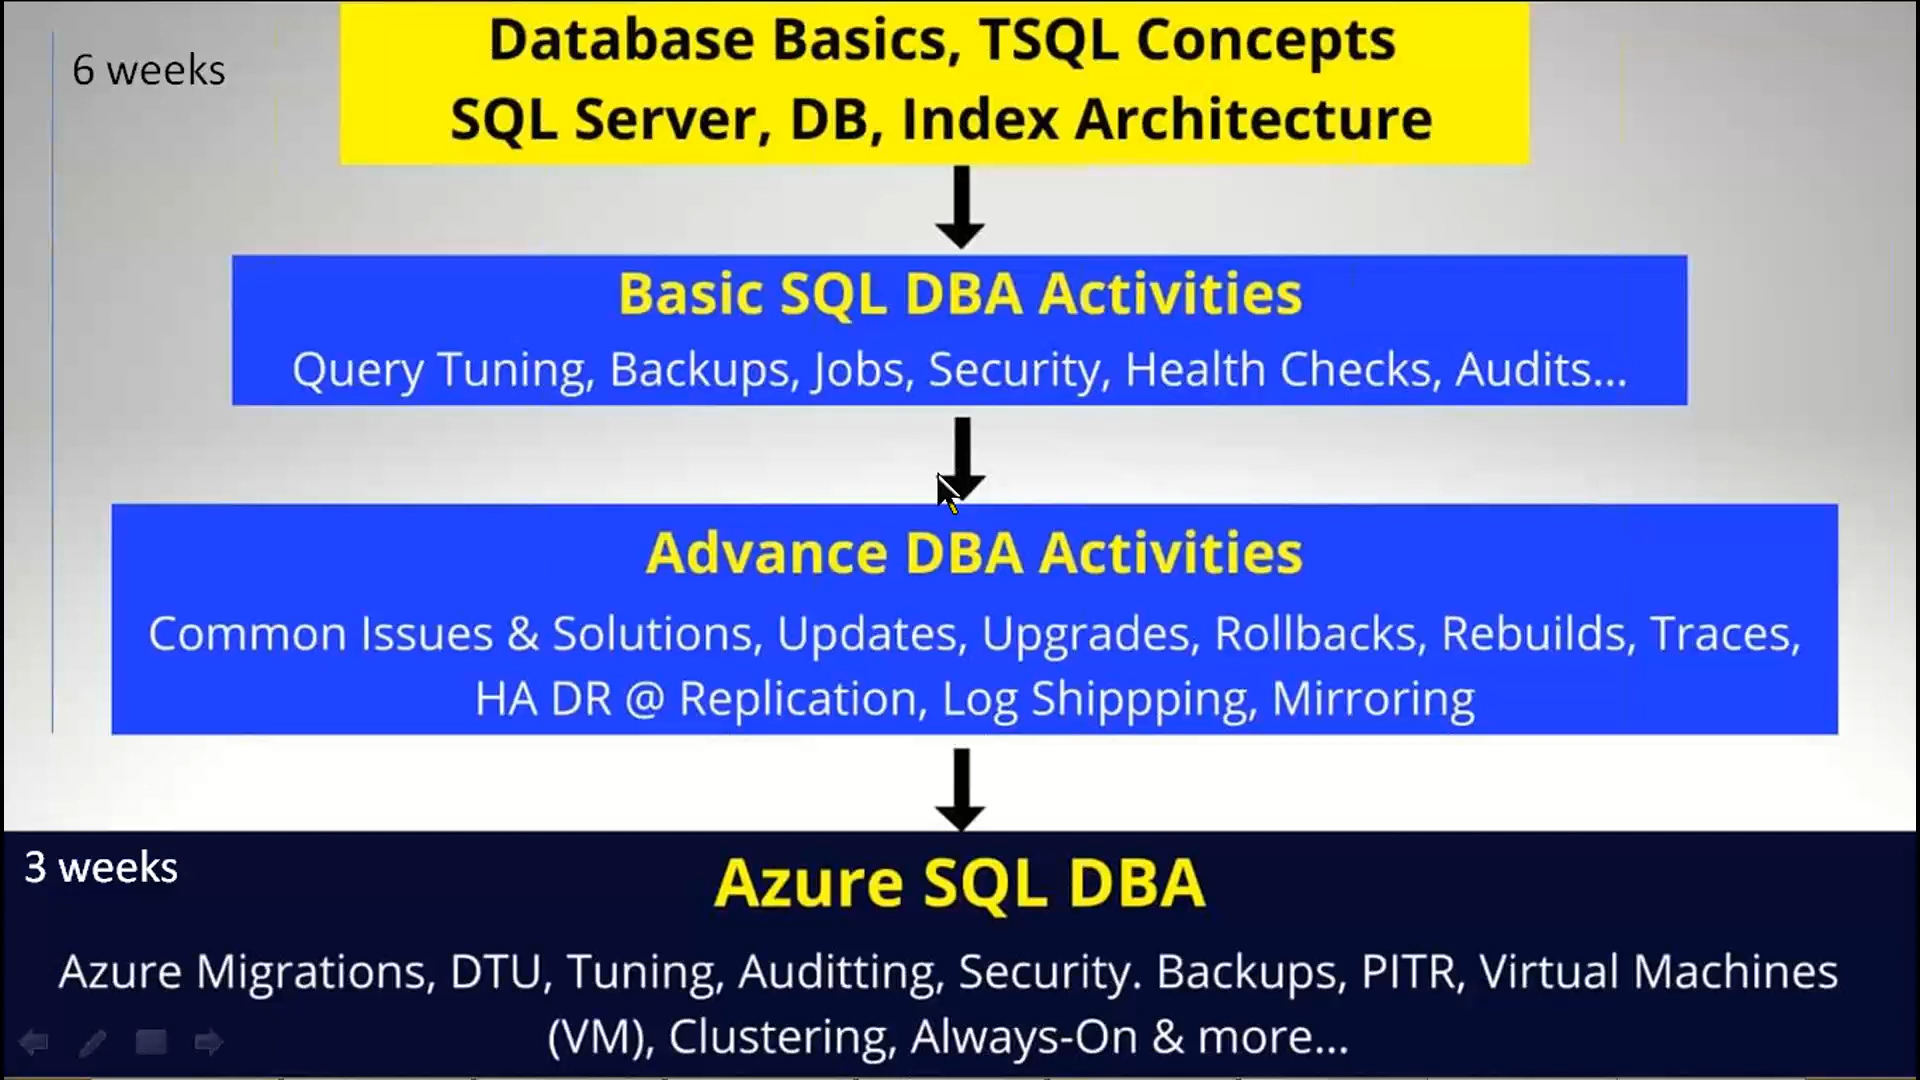 6 weeks
Database Basics, TSQL Concepts
SQL Server, DB, Index Architecture
Basic SQL DBA Activities
Query Tuning, Backups, Jobs, Security, Health Checks, Audits...
Advance DBA Activities
Common Issues & Solutions, Updates, Upgrades, Rollbacks, Rebuilds, Traces,
HA DR @ Replication, Log Shippping, Mirroring
3 weeks
Azure SQL DBA
Azure Migrations, DTU, Tuning, Auditting, Security. Backups, PITR, Virtual Machines
(VM), Clustering, Always-On & more...